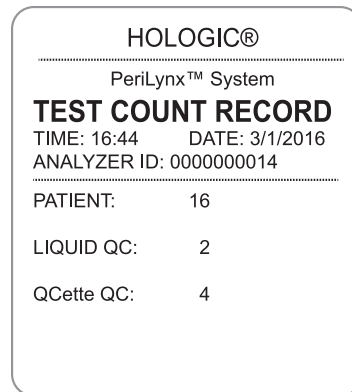 HOLOGIC®
PeriLynx™ System
TEST COUNT RECORD
TIME: 16:44 DATE: 3/1/2016
ANALYZER ID: 0000000014
PATIENT: 16
LIQUID QC: 2
QCette QC: 4